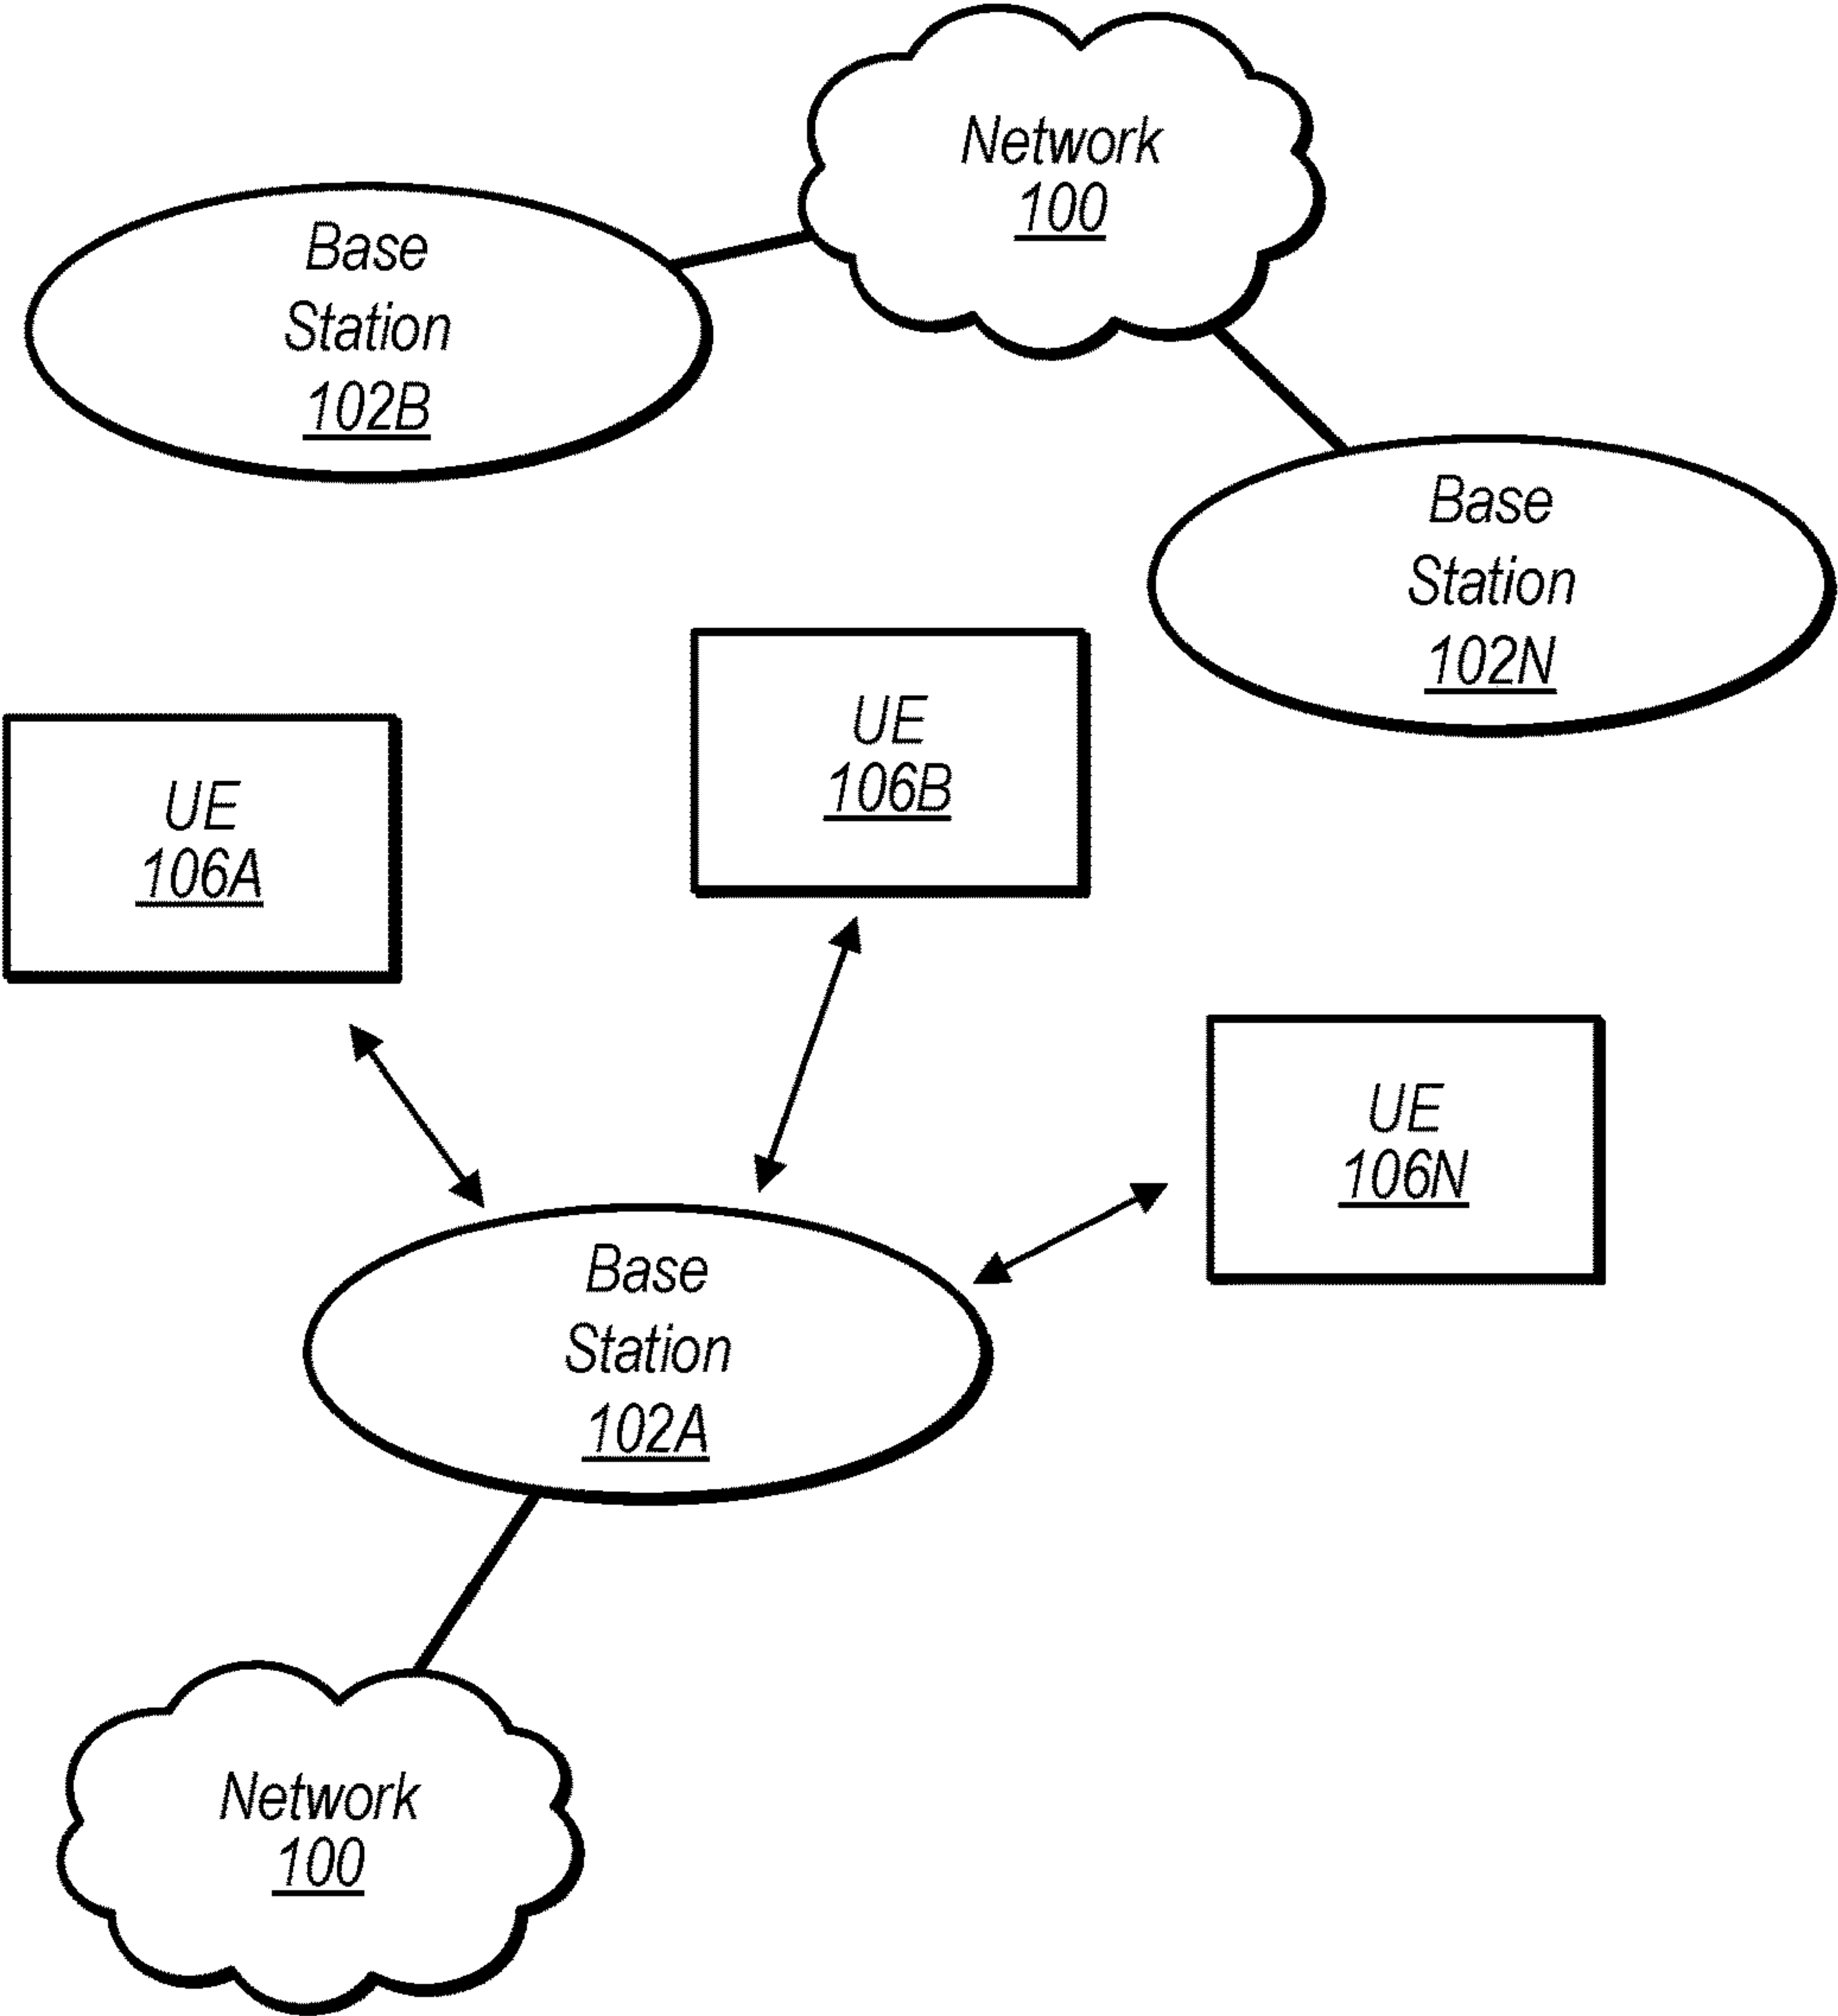 Network
100
Base
Station
102B
Base
Station
102N
UE
106B
UE
106A
UE
106N
Base
Station
102A
Network
100